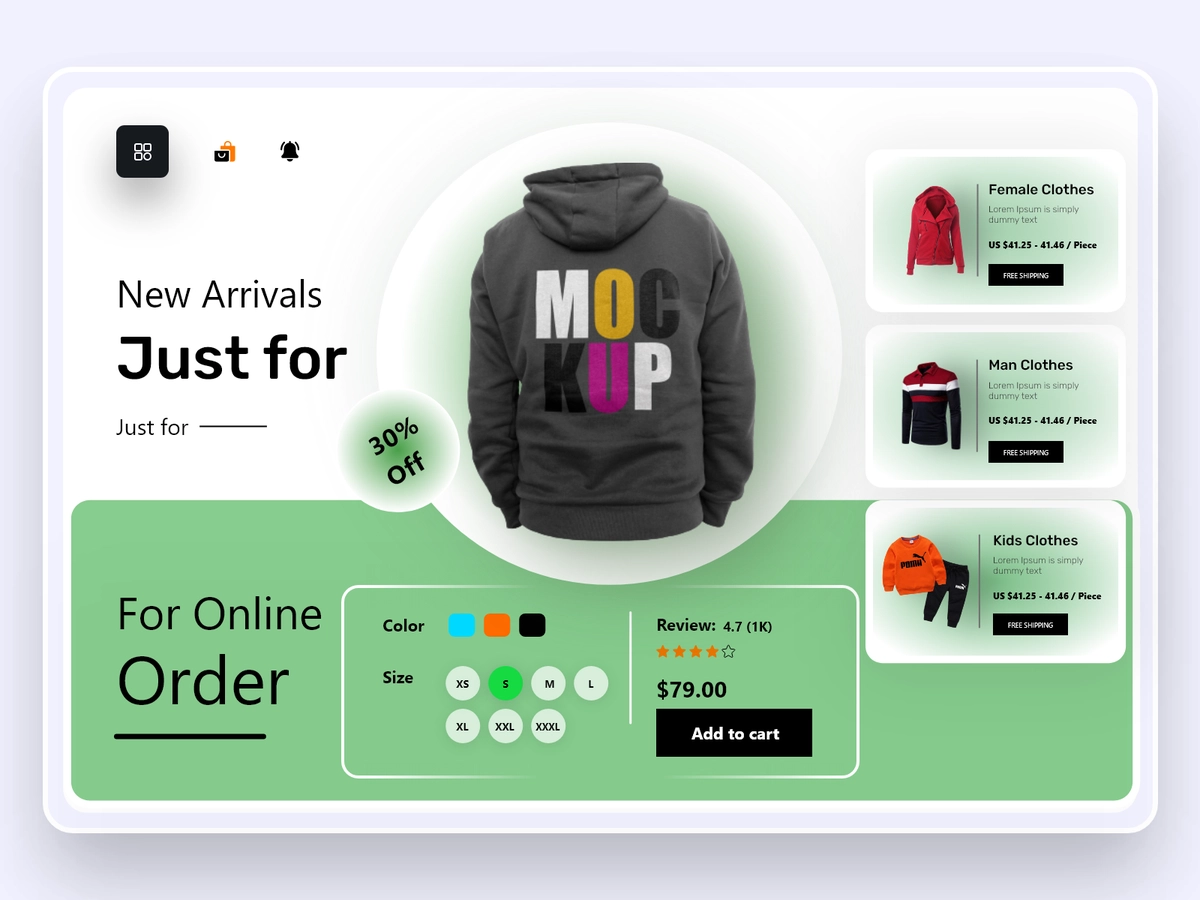 New Arrivals
Just for
Just for
30%
Off
MOC
KUP
For Online
Order
Color
Size
XS
S
M
L
XL
XXL
XXXL
Review: 4.7 (1K)
$79.00
Add to cart
Female Clothes
Lorem Ipsum is simply
dummy text
US $41.25 - 41.46 / Piece
FREE SHIPPING
Man Clothes
Lorem Ipsum is simply
dummy text
US $41.25 - 41.46 / Piece
FREE SHIPPING
Kids Clothes
Lorem Ipsum is simply
dummy text
US $41.25 - 41.46 / Piece
FREE SHIPPING